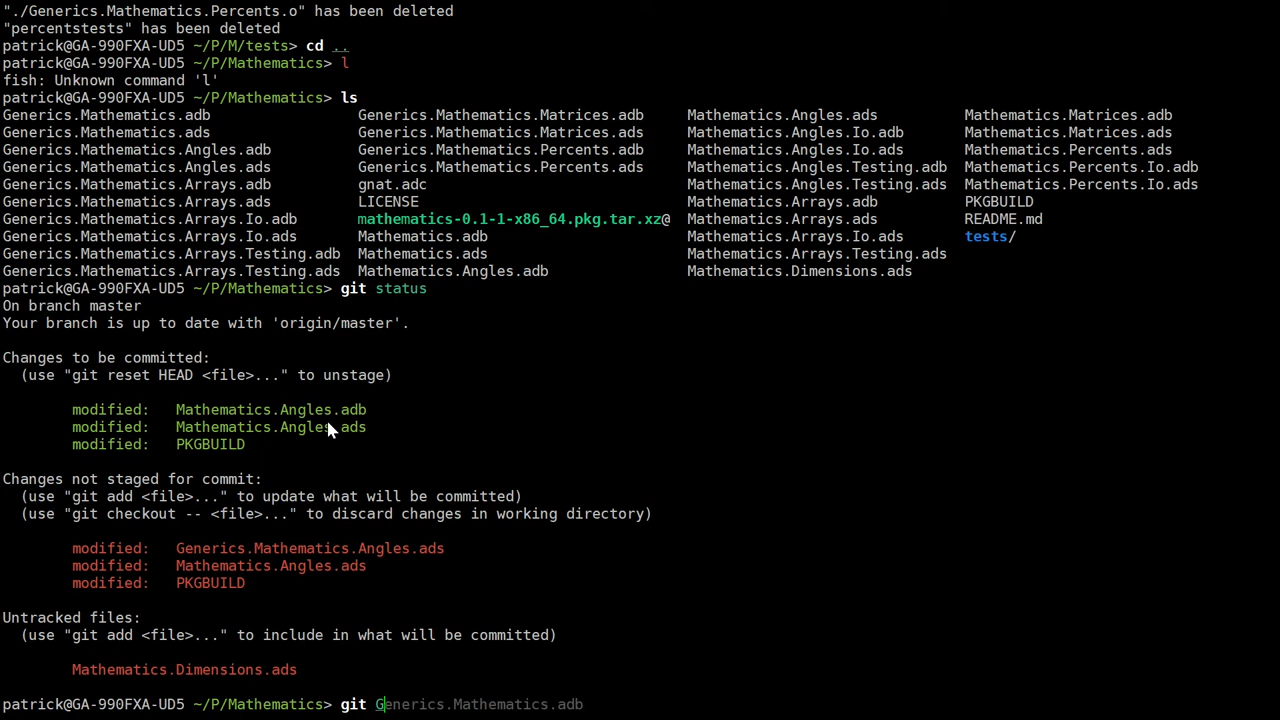 "./Generics.Mathematics.Percents.o" has been deleted
"percentstests" has been deleted
patrick@GA-990FXA-UD5 ~/P/M/tests> cd ..
patrick@GA-990FXA-UD5 ~/P/Mathematics> l
fish: Unknown command 'l'
patrick@GA-990FXA-UD5 ~/P/Mathematics> ls
Generics.Mathematics.adb Generics.Mathematics.Matrices.adb Mathematics.Angles.ads Mathematics.Matrices.adb
Generics.Mathematics.ads Generics.Mathematics.Matrices.ads Mathematics.Angles.Io.adb Mathematics.Matrices.ads
Generics.Mathematics.Angles.adb Generics.Mathematics.Percents.adb Mathematics.Angles.Io.ads Mathematics.Percents.ads
Generics.Mathematics.Angles.ads Generics.Mathematics.Percents.ads Mathematics.Angles.Testing.adb Mathematics.Percents.Io.adb
Generics.Mathematics.Arrays.adb gnat.adc Mathematics.Angles.Testing.ads Mathematics.Percents.Io.ads
Generics.Mathematics.Arrays.ads LICENSE Mathematics.Arrays.adb PKGBUILD
Generics.Mathematics.Arrays.Io.adb mathematics-0.1-1-x86_64.pkg.tar.xz@ Mathematics.Arrays.ads README.md
Generics.Mathematics.Arrays.Io.ads Mathematics.adb Mathematics.Arrays.Io.ads tests/
Generics.Mathematics.Arrays.Testing.adb Mathematics.ads Mathematics.Arrays.Testing.ads
Generics.Mathematics.Arrays.Testing.ads Mathematics.Angles.adb Mathematics.Dimensions.ads
patrick@GA-990FXA-UD5 ~/P/Mathematics> git status
On branch master
Your branch is up to date with 'origin/master'.
Changes to be committed:
(use "git reset HEAD <file>..." to unstage)
modified: Mathematics.Angles.adb
modified: Mathematics.Angles.ads
modified: PKGBUILD
Changes not staged for commit:
(use "git add <file>..." to update what will be committed)
(use "git checkout -- <file>..." to discard changes in working directory)
modified: Generics.Mathematics.Angles.ads
modified: Mathematics.Angles.ads
modified: PKGBUILD
Untracked files:
(use "git add <file>..." to include in what will be committed)
Mathematics.Dimensions.ads
patrick@GA-990FXA-UD5 ~/P/Mathematics> git Generics.Mathematics.adb